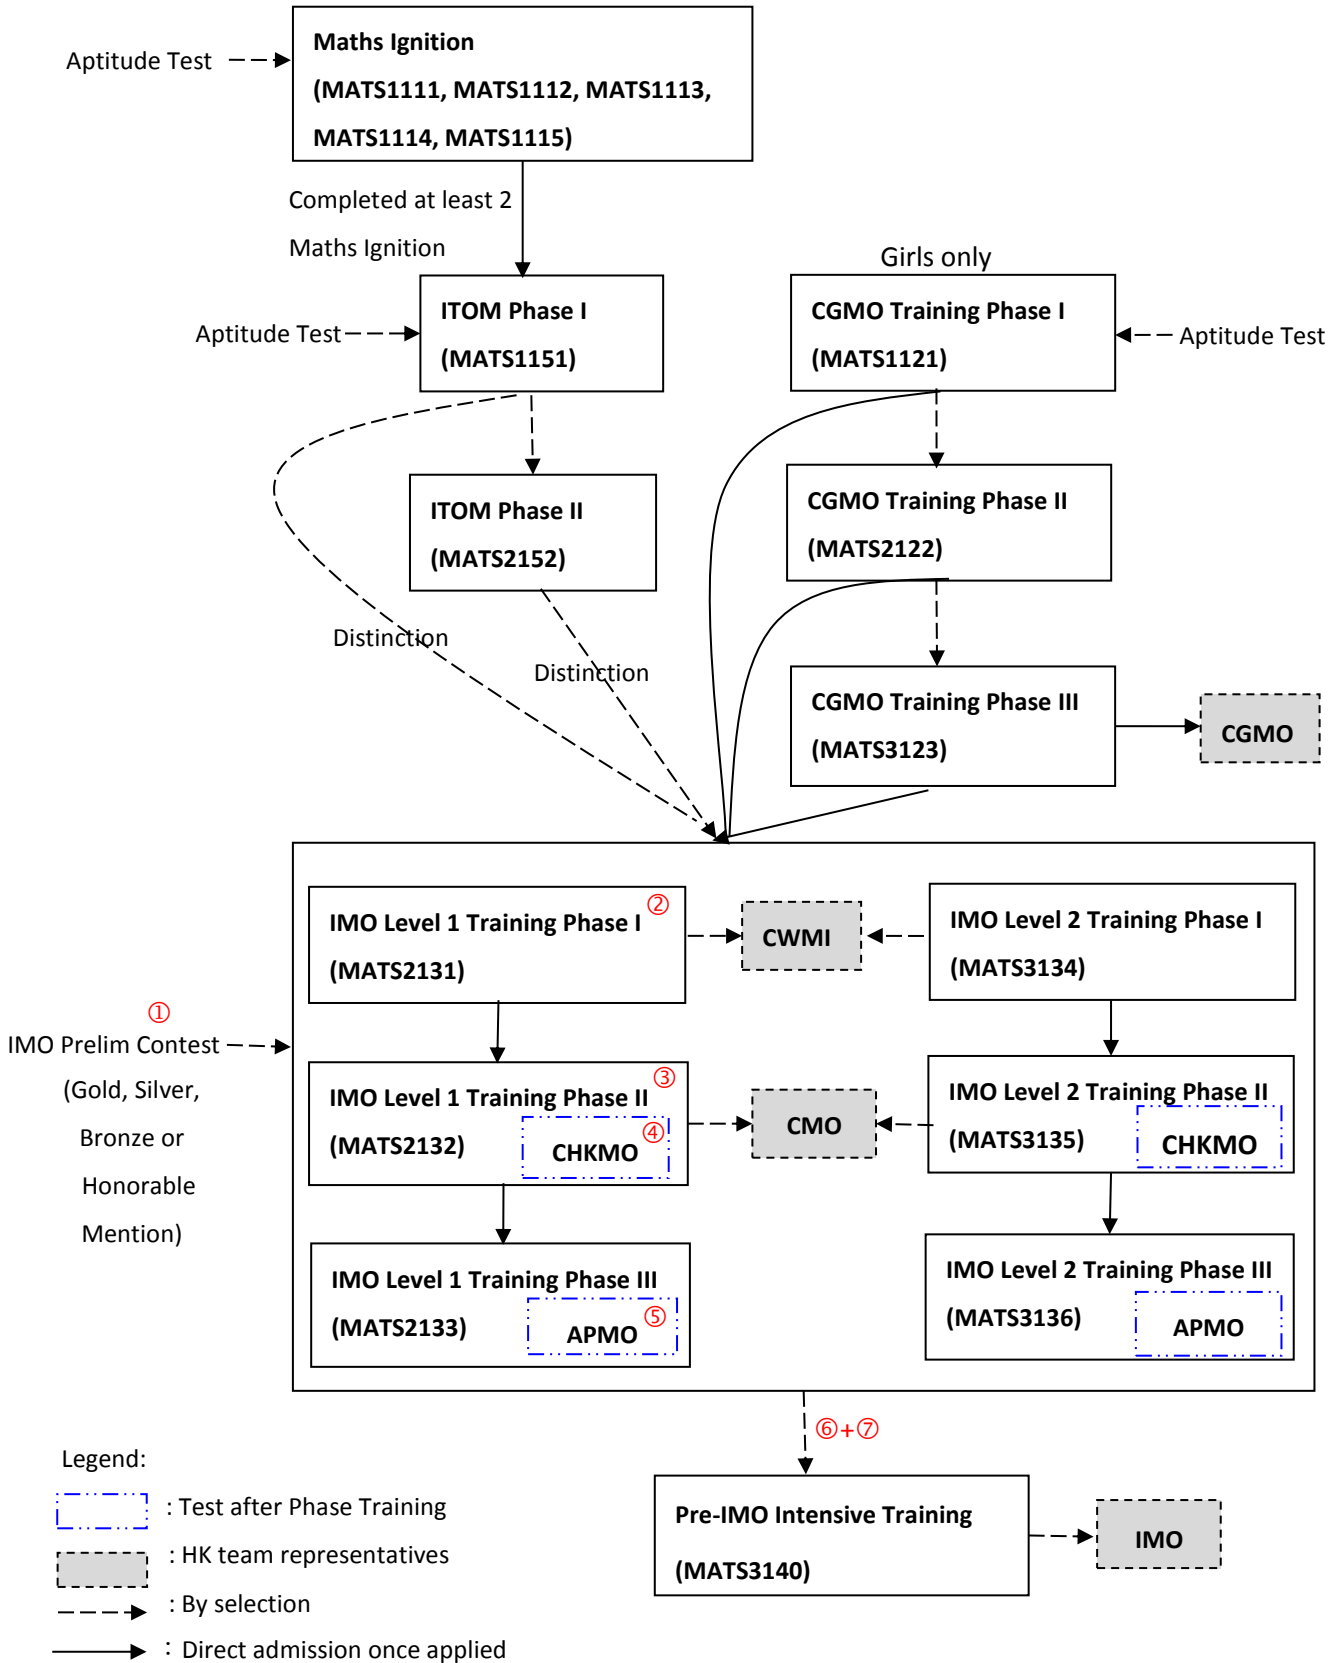 Maths Ignition
(MATS1111, MATS1112, MATS1113,
MATS1114, MATS1115)
Aptitude Test
Completed at least 2
Maths Ignition
Girls only
ITOM Phase I
(MATS1151)
Aptitude Test
CGMO Training Phase I
(MATS1121)
Aptitude Test
ITOM Phase II
(MATS2152)
CGMO Training Phase II
(MATS2122)
Distinction
Distinction
CGMO Training Phase III
(MATS3123)
CGMO
IMO Level 1 Training Phase I ②
(MATS2131)
CWMI
IMO Level 2 Training Phase I
(MATS3134)
①
IMO Prelim Contest
(Gold, Silver,
Bronze or
Honorable
Mention)
IMO Level 1 Training Phase II ③
(MATS2132)
CHKMO ④
CMO
IMO Level 2 Training Phase II
(MATS3135)
CHKMO
IMO Level 1 Training Phase III
(MATS2133)
APMO ⑤
IMO Level 2 Training Phase III
(MATS3136)
APMO
⑥+⑦
Pre-IMO Intensive Training
(MATS3140)
IMO
Legend:
: Test after Phase Training
: HK team representatives
: By selection
: Direct admission once applied